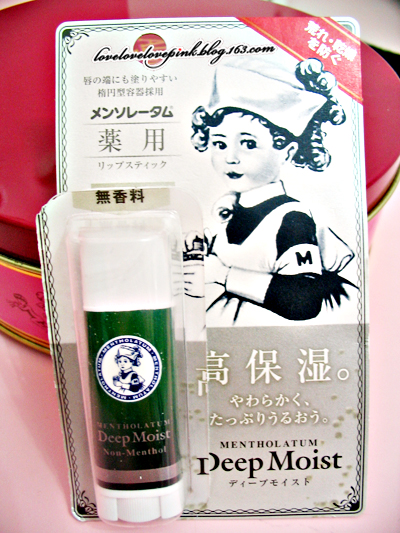 lovelovelovepink.blog.163.com
荒れ・乾燥
を防ぐ
唇の端にも塗りやすい
楕円型容器採用
メンソレータム®
薬用
リップスティック
無香料
M
高保湿。
やわらかく、
たっぷりうるおう。
MENTHOLATUM
Deep Moist
ディープモイスト
MENTHOLATUM
MENTHOLATUM
Deep Moist
Non-Menthol